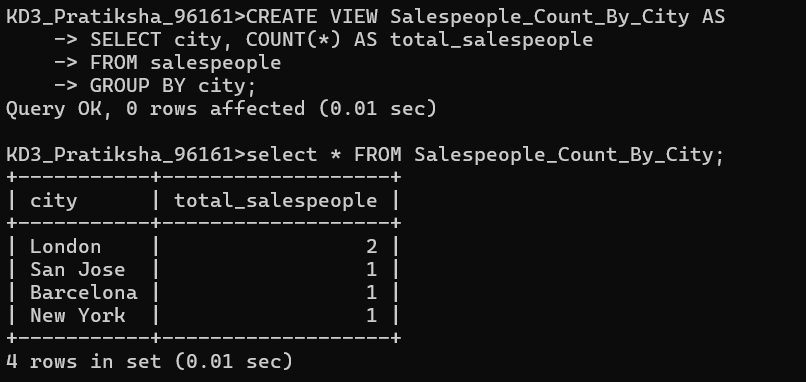 KD3_Pratiksha_96161>CREATE VIEW Salespeople_Count_By_City AS
    -> SELECT city, COUNT(*) AS total_salespeople
    -> FROM salespeople
    -> GROUP BY city;
Query OK, 0 rows affected (0.01 sec)

KD3_Pratiksha_96161>select * FROM Salespeople_Count_By_City;
+-----------+-------------------+
| city      | total_salespeople |
+-----------+-------------------+
| London    |                 2 |
| San Jose  |                 1 |
| Barcelona |                 1 |
| New York  |                 1 |
+-----------+-------------------+
4 rows in set (0.01 sec)